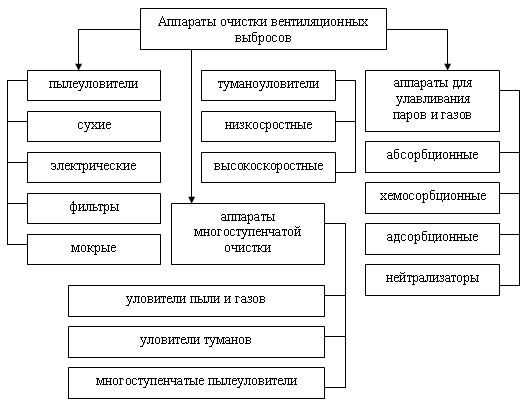 Аппараты очистки вентиляционных
выбросов
пылеуловители
сухие
электрические
фильтры
мокрые
туманоуловители
низкосростные
высокоскоростные
аппараты
многоступенчатой
очистки
уловители пыли и газов
уловители туманов
многоступенчатые пылеуловители
аппараты для
улавливания
паров и газов
абсорбционные
хемосорбционные
адсорбционные
нейтрализаторы